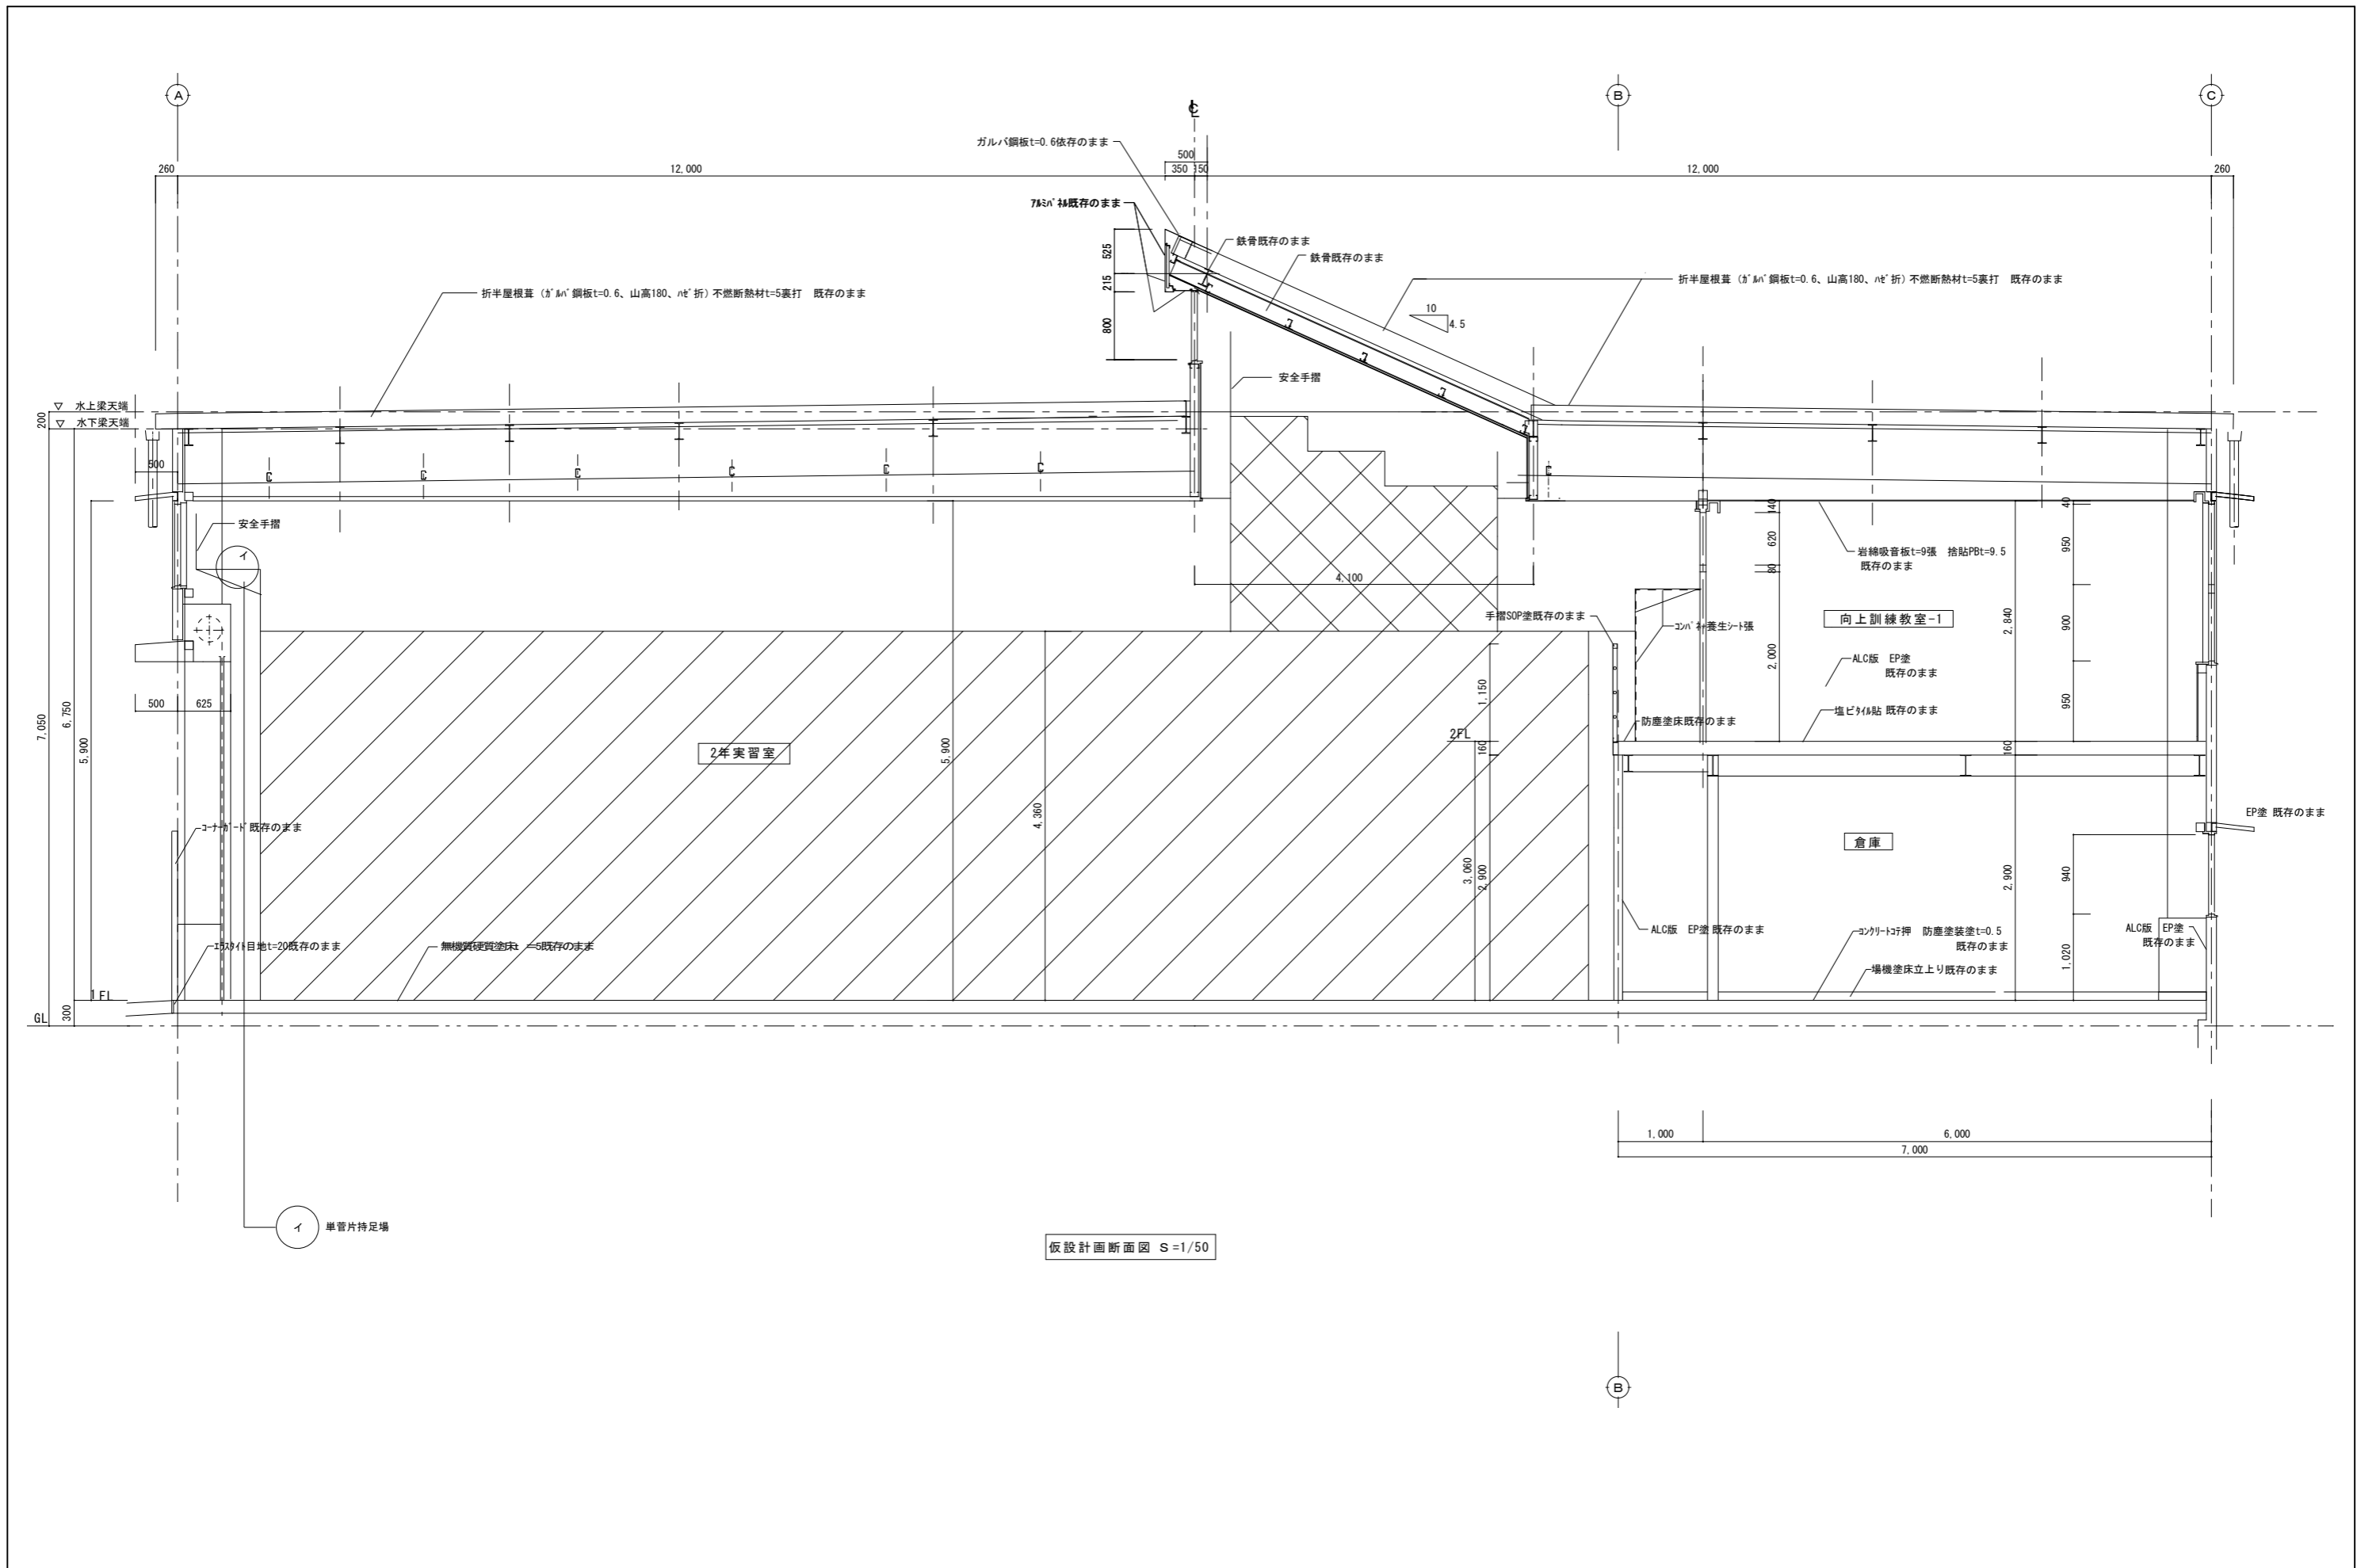 A
B
C
CL
ガルバ鋼板t=0.6依存のまま
500
260
12,000
350
150
12,000
260
ｱﾙﾐﾊﾟﾈﾙ既存のまま
525
鉄骨既存のまま
鉄骨既存のまま
215
折半屋根葺（ｶﾞﾙﾊﾞ鋼板t=0.6、山高180、ﾊｾﾞ折）不燃断熱材t=5裏打　既存のまま
折半屋根葺（ｶﾞﾙﾊﾞ鋼板t=0.6、山高180、ﾊｾﾞ折）不燃断熱材t=5裏打　既存のまま
10
4.5
800
安全手摺
▽　水上梁天端
200
▽　水下梁天端
500
安全手摺
イ
140
620
80
40
950
岩綿吸音板t=9張　捨貼PBt=9.5
既存のまま
4,100
手摺SOP塗既存のまま
ｺﾝﾊﾟﾈ+養生ｼｰﾄ張
向上訓練教室-1
2,840
900
2,000
ALC版　EP塗
既存のまま
500
625
1,150
950
塩ビﾀｲﾙ貼 既存のまま
防塵塗床既存のまま
7,050
6,750
5,900
2年実習室
5,900
2FL
160
160
4,360
EP塗 既存のまま
ｺｰﾅｰｶﾞｰﾄﾞ既存のまま
倉庫
3,060
2,900
2,900
940
ALC版　EP塗 既存のまま
ｺﾝｸﾘｰﾄｺﾃ押　防塵塗装塗t=0.5
既存のまま
ALC版　EP塗
既存のまま
ｴﾗｽﾀｲﾄ目地t=20既存のまま
1,020
場機塗床立上り既存のまま
1FL
300
GL
1,000
6,000
7,000
イ
単菅片持足場
仮設計画断面図 S=1/50
B